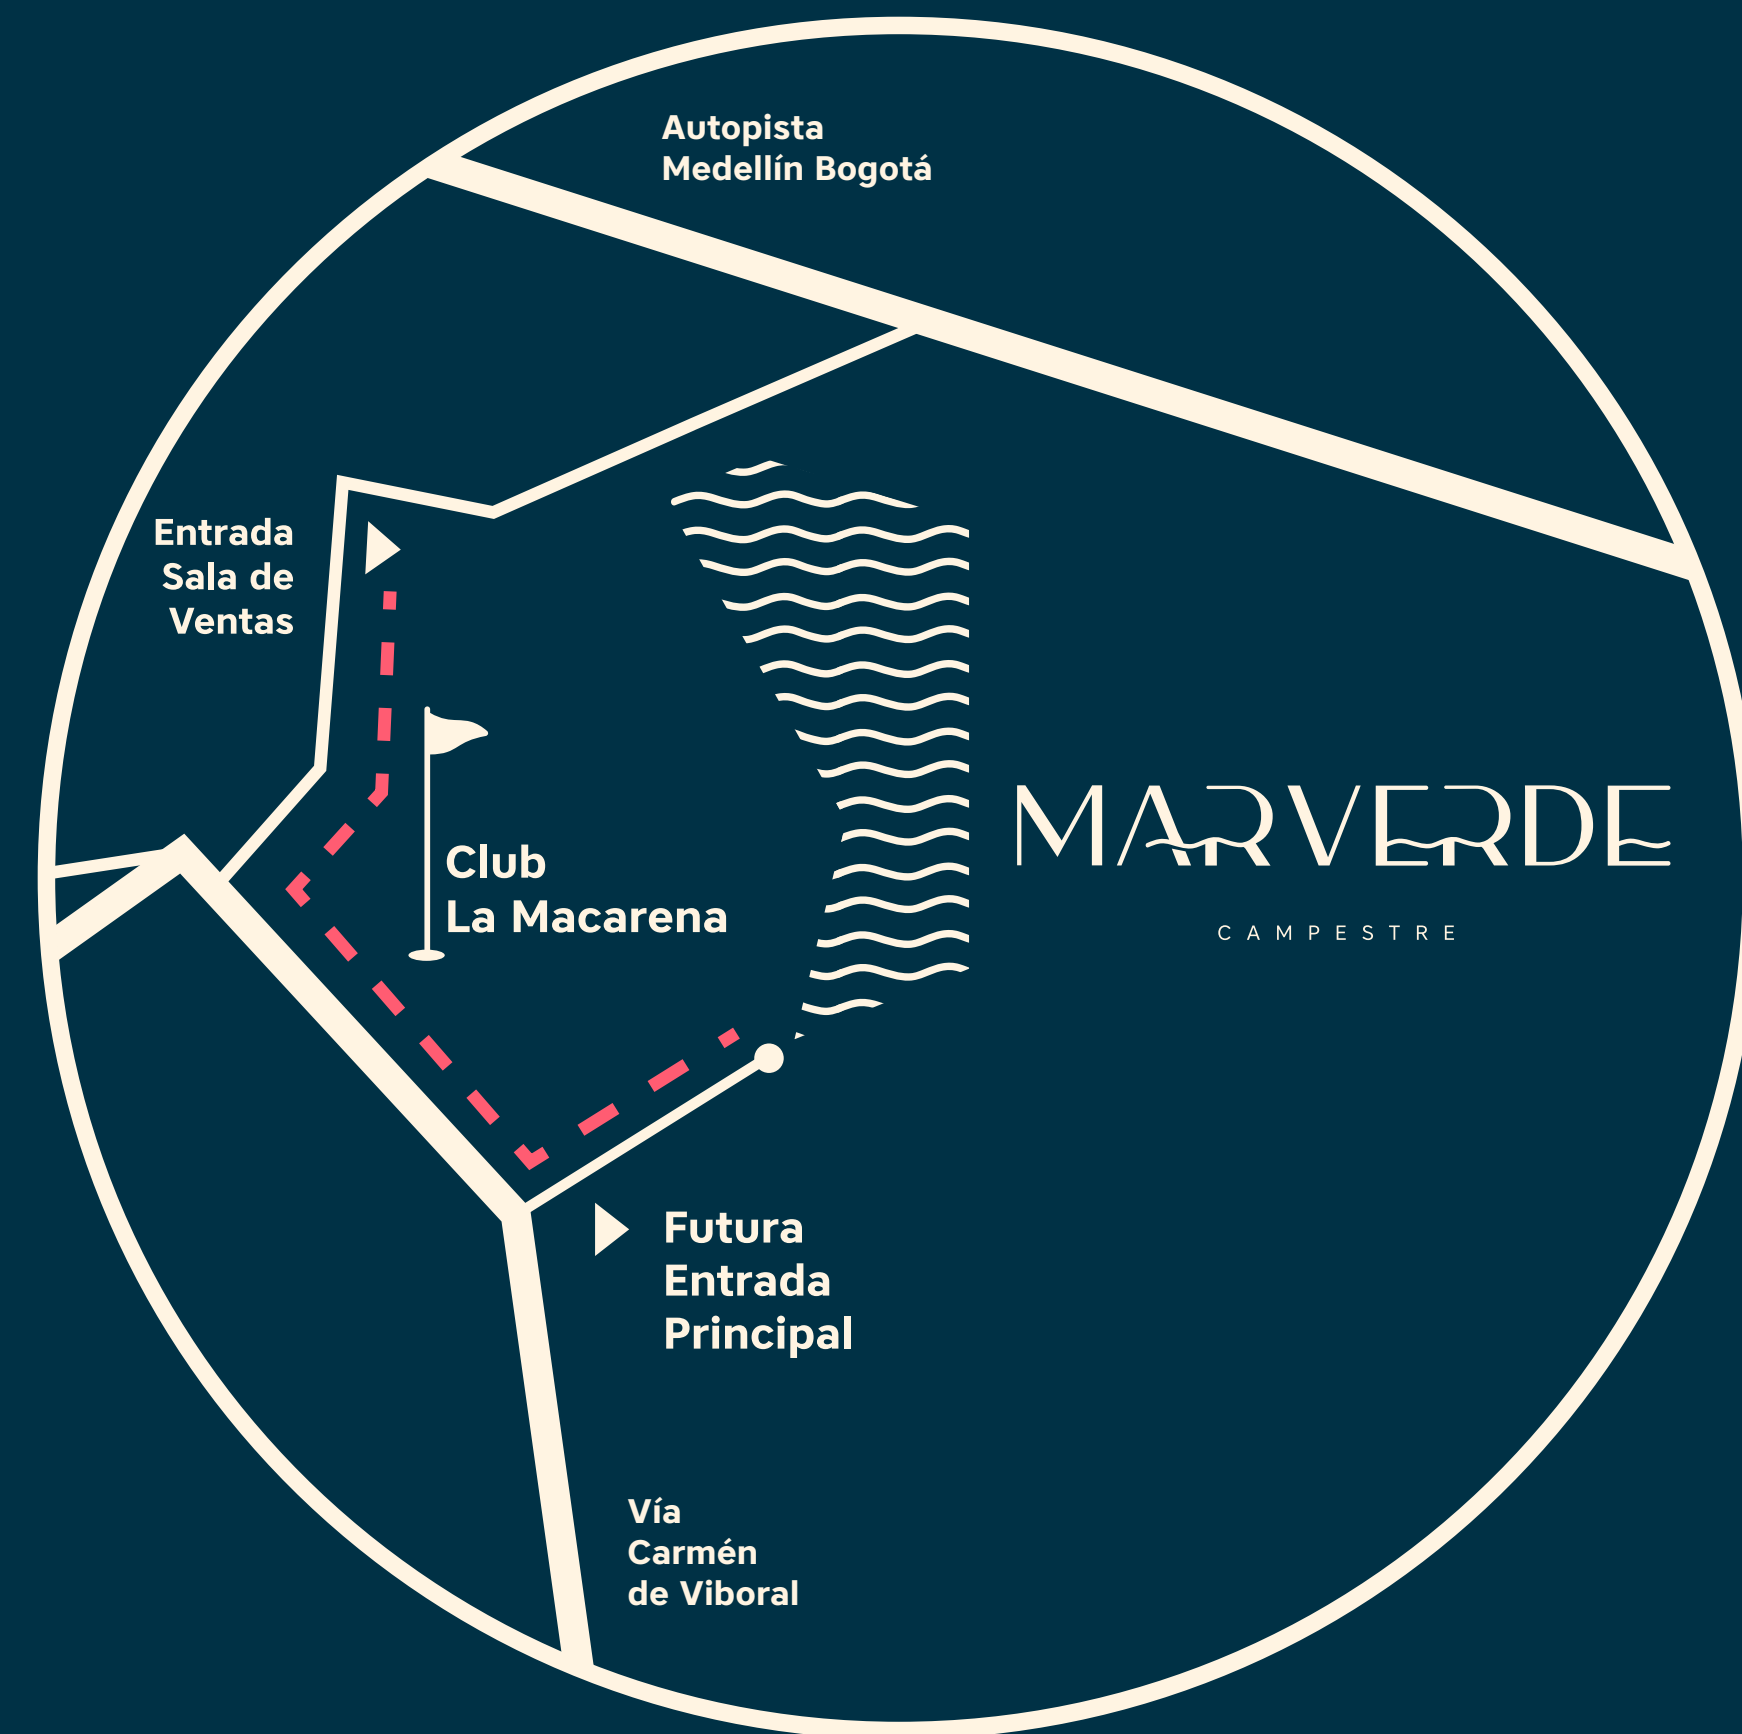 Autopista
Medellín Bogotá
Entrada
Sala de
Ventas
Club
La Macarena
MARVERDE
CAMPESTRE
Futura
Entrada
Principal
Vía
Carmén
de Viboral